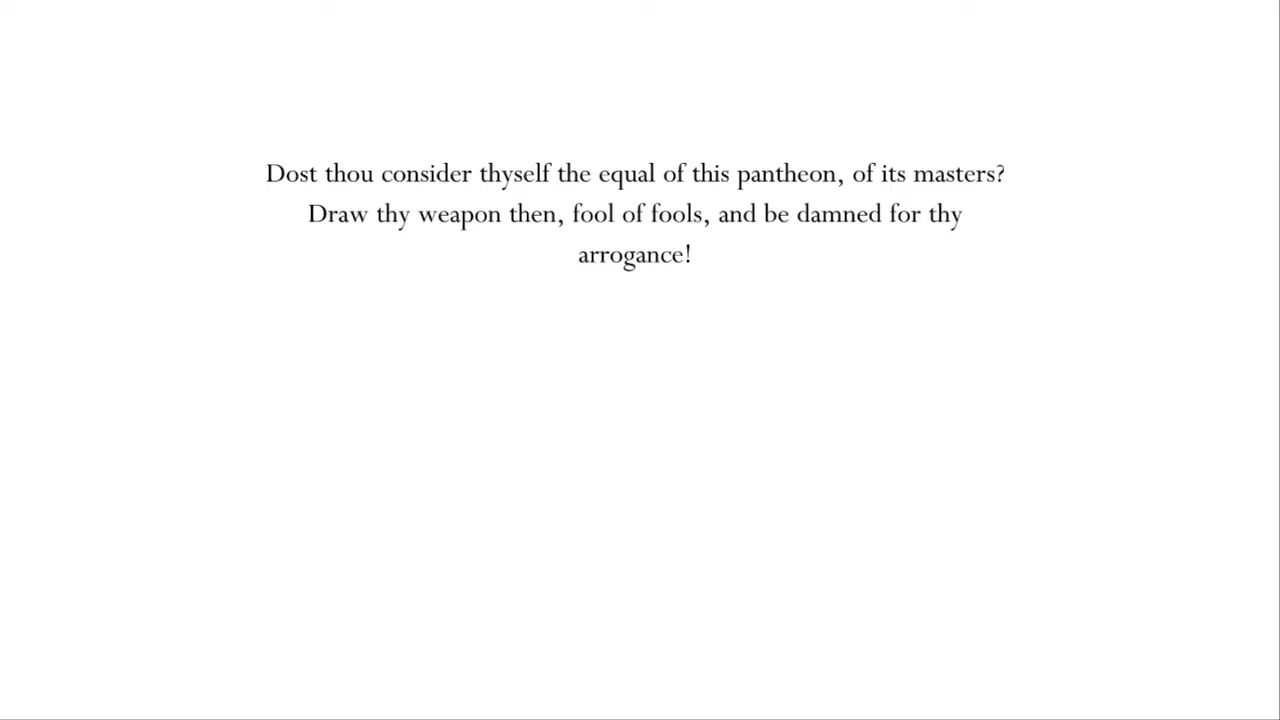 Dost thou consider thyself the equal of this pantheon, of its masters?
Draw thy weapon then, fool of fools, and be damned for thy
arrogance!